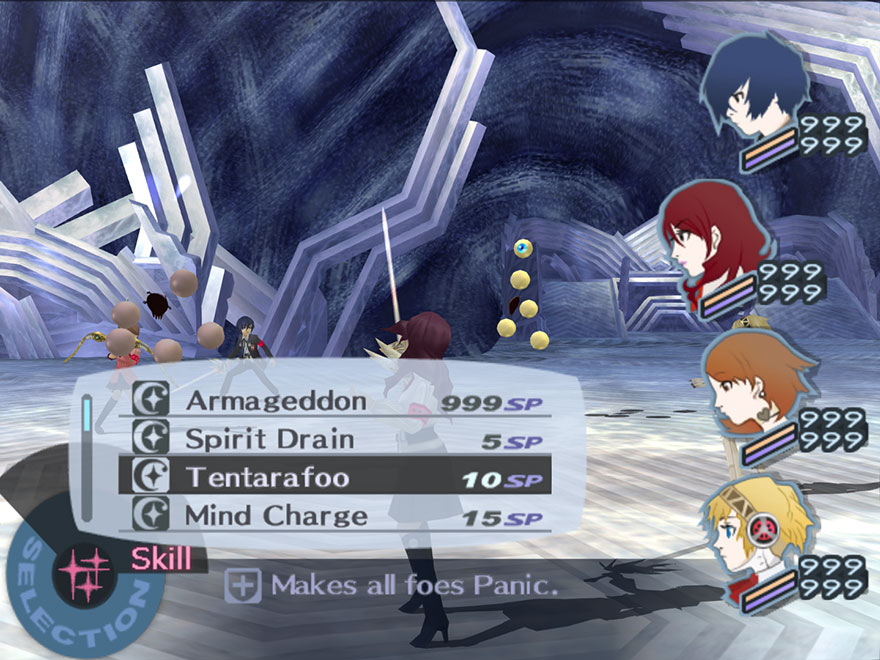 999
999
999
999
Armageddon 999SP
Spirit Drain 5SP
Tentarafoo 10SP
Mind Charge 15SP
999
999
Skill
SELECTION
Makes all foes Panic.
999
999